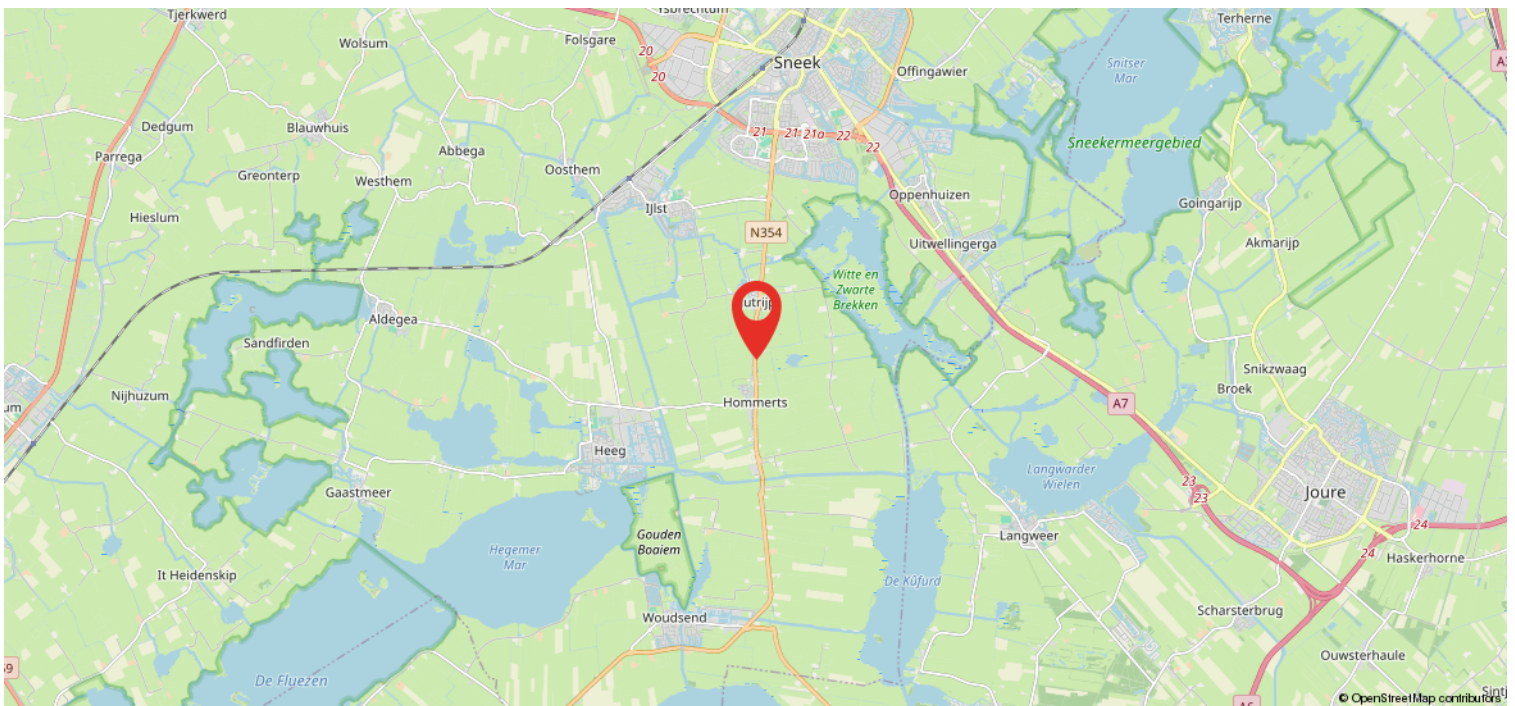 Tjerkwerd
Ysbrechtum
Terherne
Wolsum
Folsgare
20
20
Sneek
Offingawier
Snitser
Mar
Dedgum
Blauwhuis
21
21
21a
22
22
Sneekermeergebied
Parrega
Abbega
Greonterp
Westhem
Oosthem
Oppenhuizen
Goingarijp
Hieslum
IJlst
N354
Uitwellingerga
Akmarijp
Witte en
Zwarte
Brekken
Aldegea
Sandfirden
Snikzwaag
Nijhuzum
Broek
Hommerts
A7
Heeg
Langwarder
Wielen
23
23
Joure
Gaastmeer
24
24
Gouden
Boaiem
Langweer
Hegemer
Mar
Haskerhorne
It Heidenskip
De Kûfurd
Woudsend
Scharsterbrug
Ouwsterhaule
De Fluezen
A6
© OpenStreetMap contributors